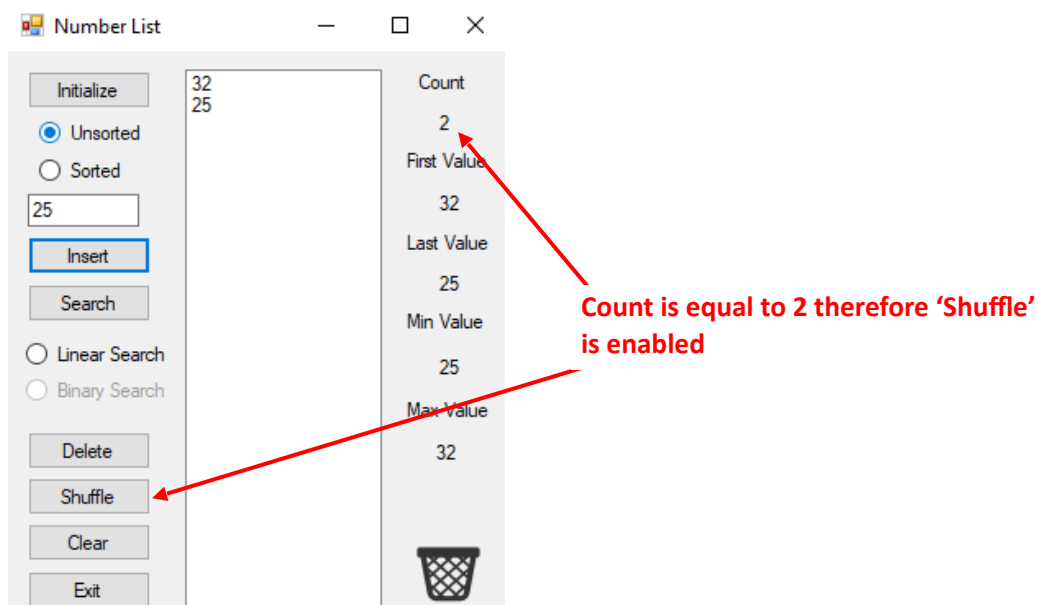 Number List
Initialize
Unsorted
Sorted
25
Insert
Search
Linear Search
Binary Search
Delete
Shuffle
Clear
Exit
32
25
Count
2
First Value
32
Last Value
25
Min Value
25
Max Value
32
Count is equal to 2 therefore ‘Shuffle’
is enabled